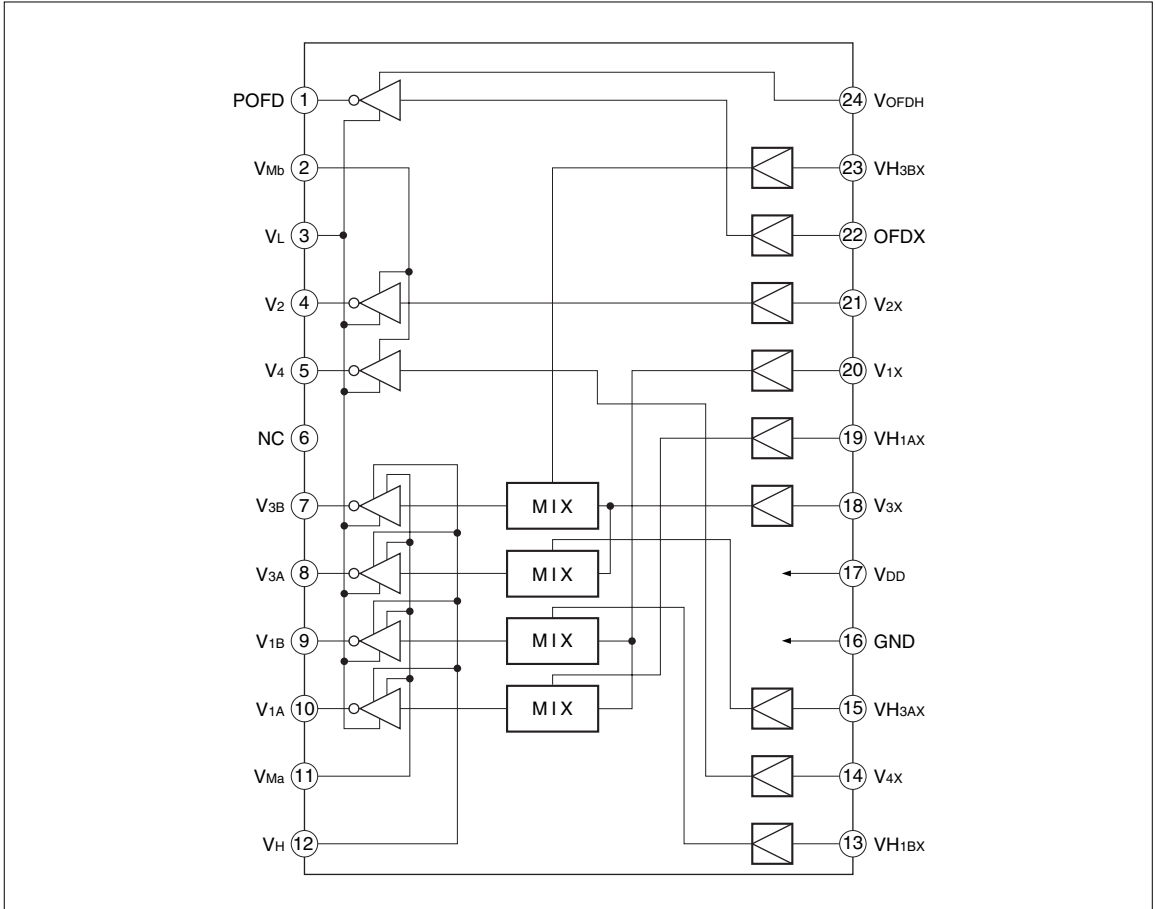 POFD 1
VMb 2
VL 3
V2 4
V4 5
NC 6
V3B 7
V3A 8
V1B 9
V1A 10
VMa 11
VH 12
MIX
MIX
MIX
MIX
24 VOFDH
23 VH3BX
22 OFDX
21 V2X
20 V1X
19 VH1AX
18 V3X
17 VDD
16 GND
15 VH3AX
14 V4X
13 VH1BX